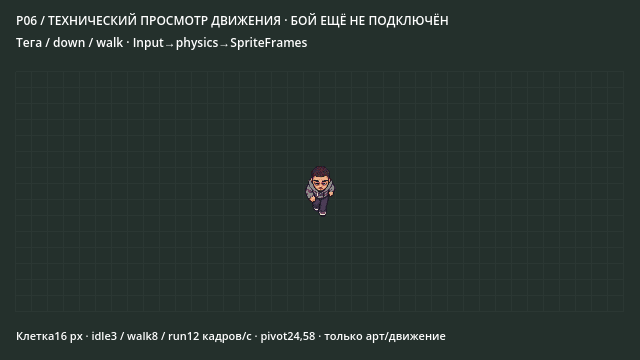 P06 / ТЕХНИЧЕСКИЙ ПРОСМОТР ДВИЖЕНИЯ · БОЙ ЕЩЁ НЕ ПОДКЛЮЧЁН
Тега / down / walk · Input→physics→SpriteFrames
Клетка16 px · idle3 / walk8 / run12 кадров/с · pivot24,58 · только арт/движение